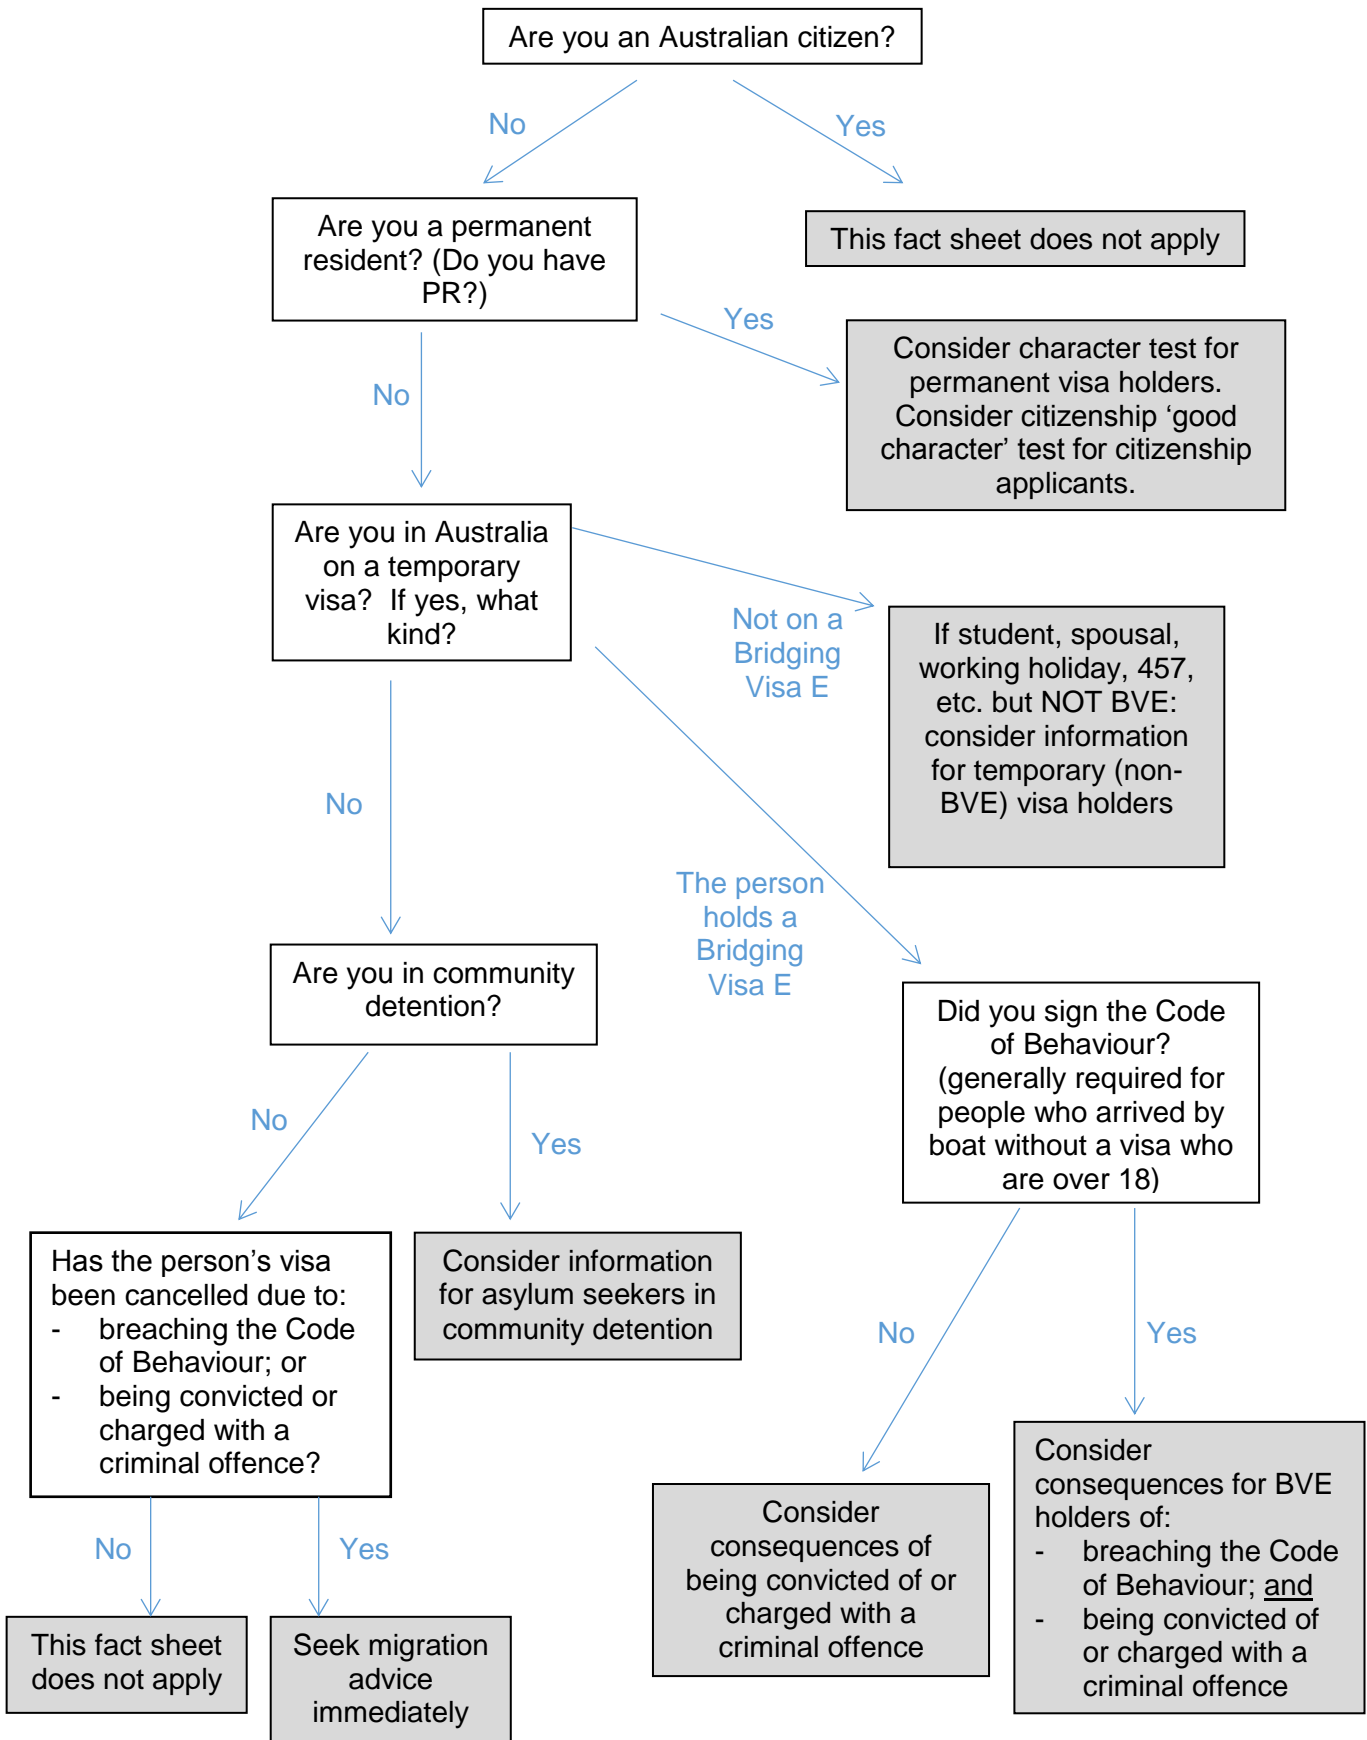 Are you an Australian citizen?
No
Yes
Are you a permanent
resident? (Do you have
PR?)
This fact sheet does not apply
Yes
Consider character test for
permanent visa holders.
Consider citizenship ‘good
character’ test for citizenship
applicants.
No
Are you in Australia
on a temporary
visa?  If yes, what
kind?
Not on a
Bridging
Visa E
If student, spousal,
working holiday, 457,
etc. but NOT BVE:
consider information
for temporary (non-
BVE) visa holders
No
The person
holds a
Bridging
Visa E
Are you in community
detention?
Did you sign the Code
of Behaviour?
(generally required for
people who arrived by
boat without a visa who
are over 18)
No
Yes
Has the person’s visa
been cancelled due to:
- breaching the Code
of Behaviour; or
- being convicted or
charged with a
criminal offence?
Consider information
for asylum seekers in
community detention
No
Yes
Consider
consequences of
being convicted of or
charged with a
criminal offence
Consider
consequences for BVE
holders of:
- breaching the Code
of Behaviour; and
- being convicted of
or charged with a
criminal offence
No
Yes
This fact sheet
does not apply
Seek migration
advice
immediately